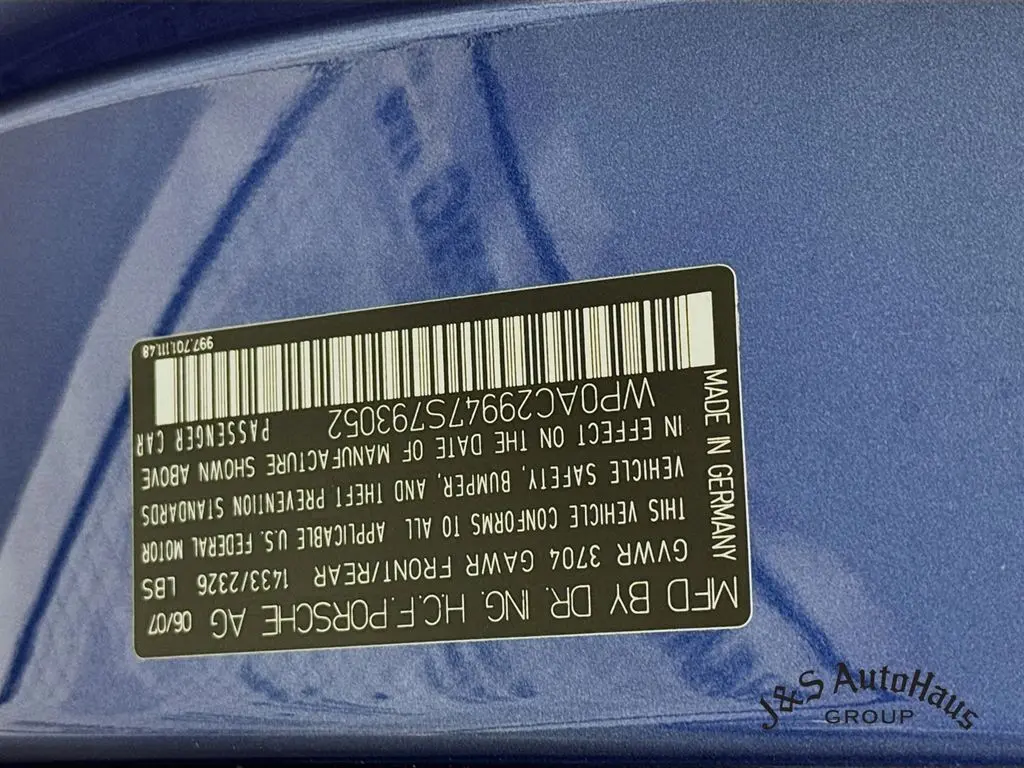 MFD BY DR. ING. H.C.F. PORSCHE AG 06/07
GVWR 3704 GAWR FRONT/REAR 1433/2326 LBS
THIS VEHICLE CONFORMS TO ALL APPLICABLE U.S. FEDERAL MOTOR
VEHICLE SAFETY, BUMPER, AND THEFT PREVENTION STANDARDS
IN EFFECT ON THE DATE OF MANUFACTURE SHOWN ABOVE
WP0AC29947S793052 PASSENGER CAR
MADE IN GERMANY
997.701.111.48
J&S AutoHaus
GROUP